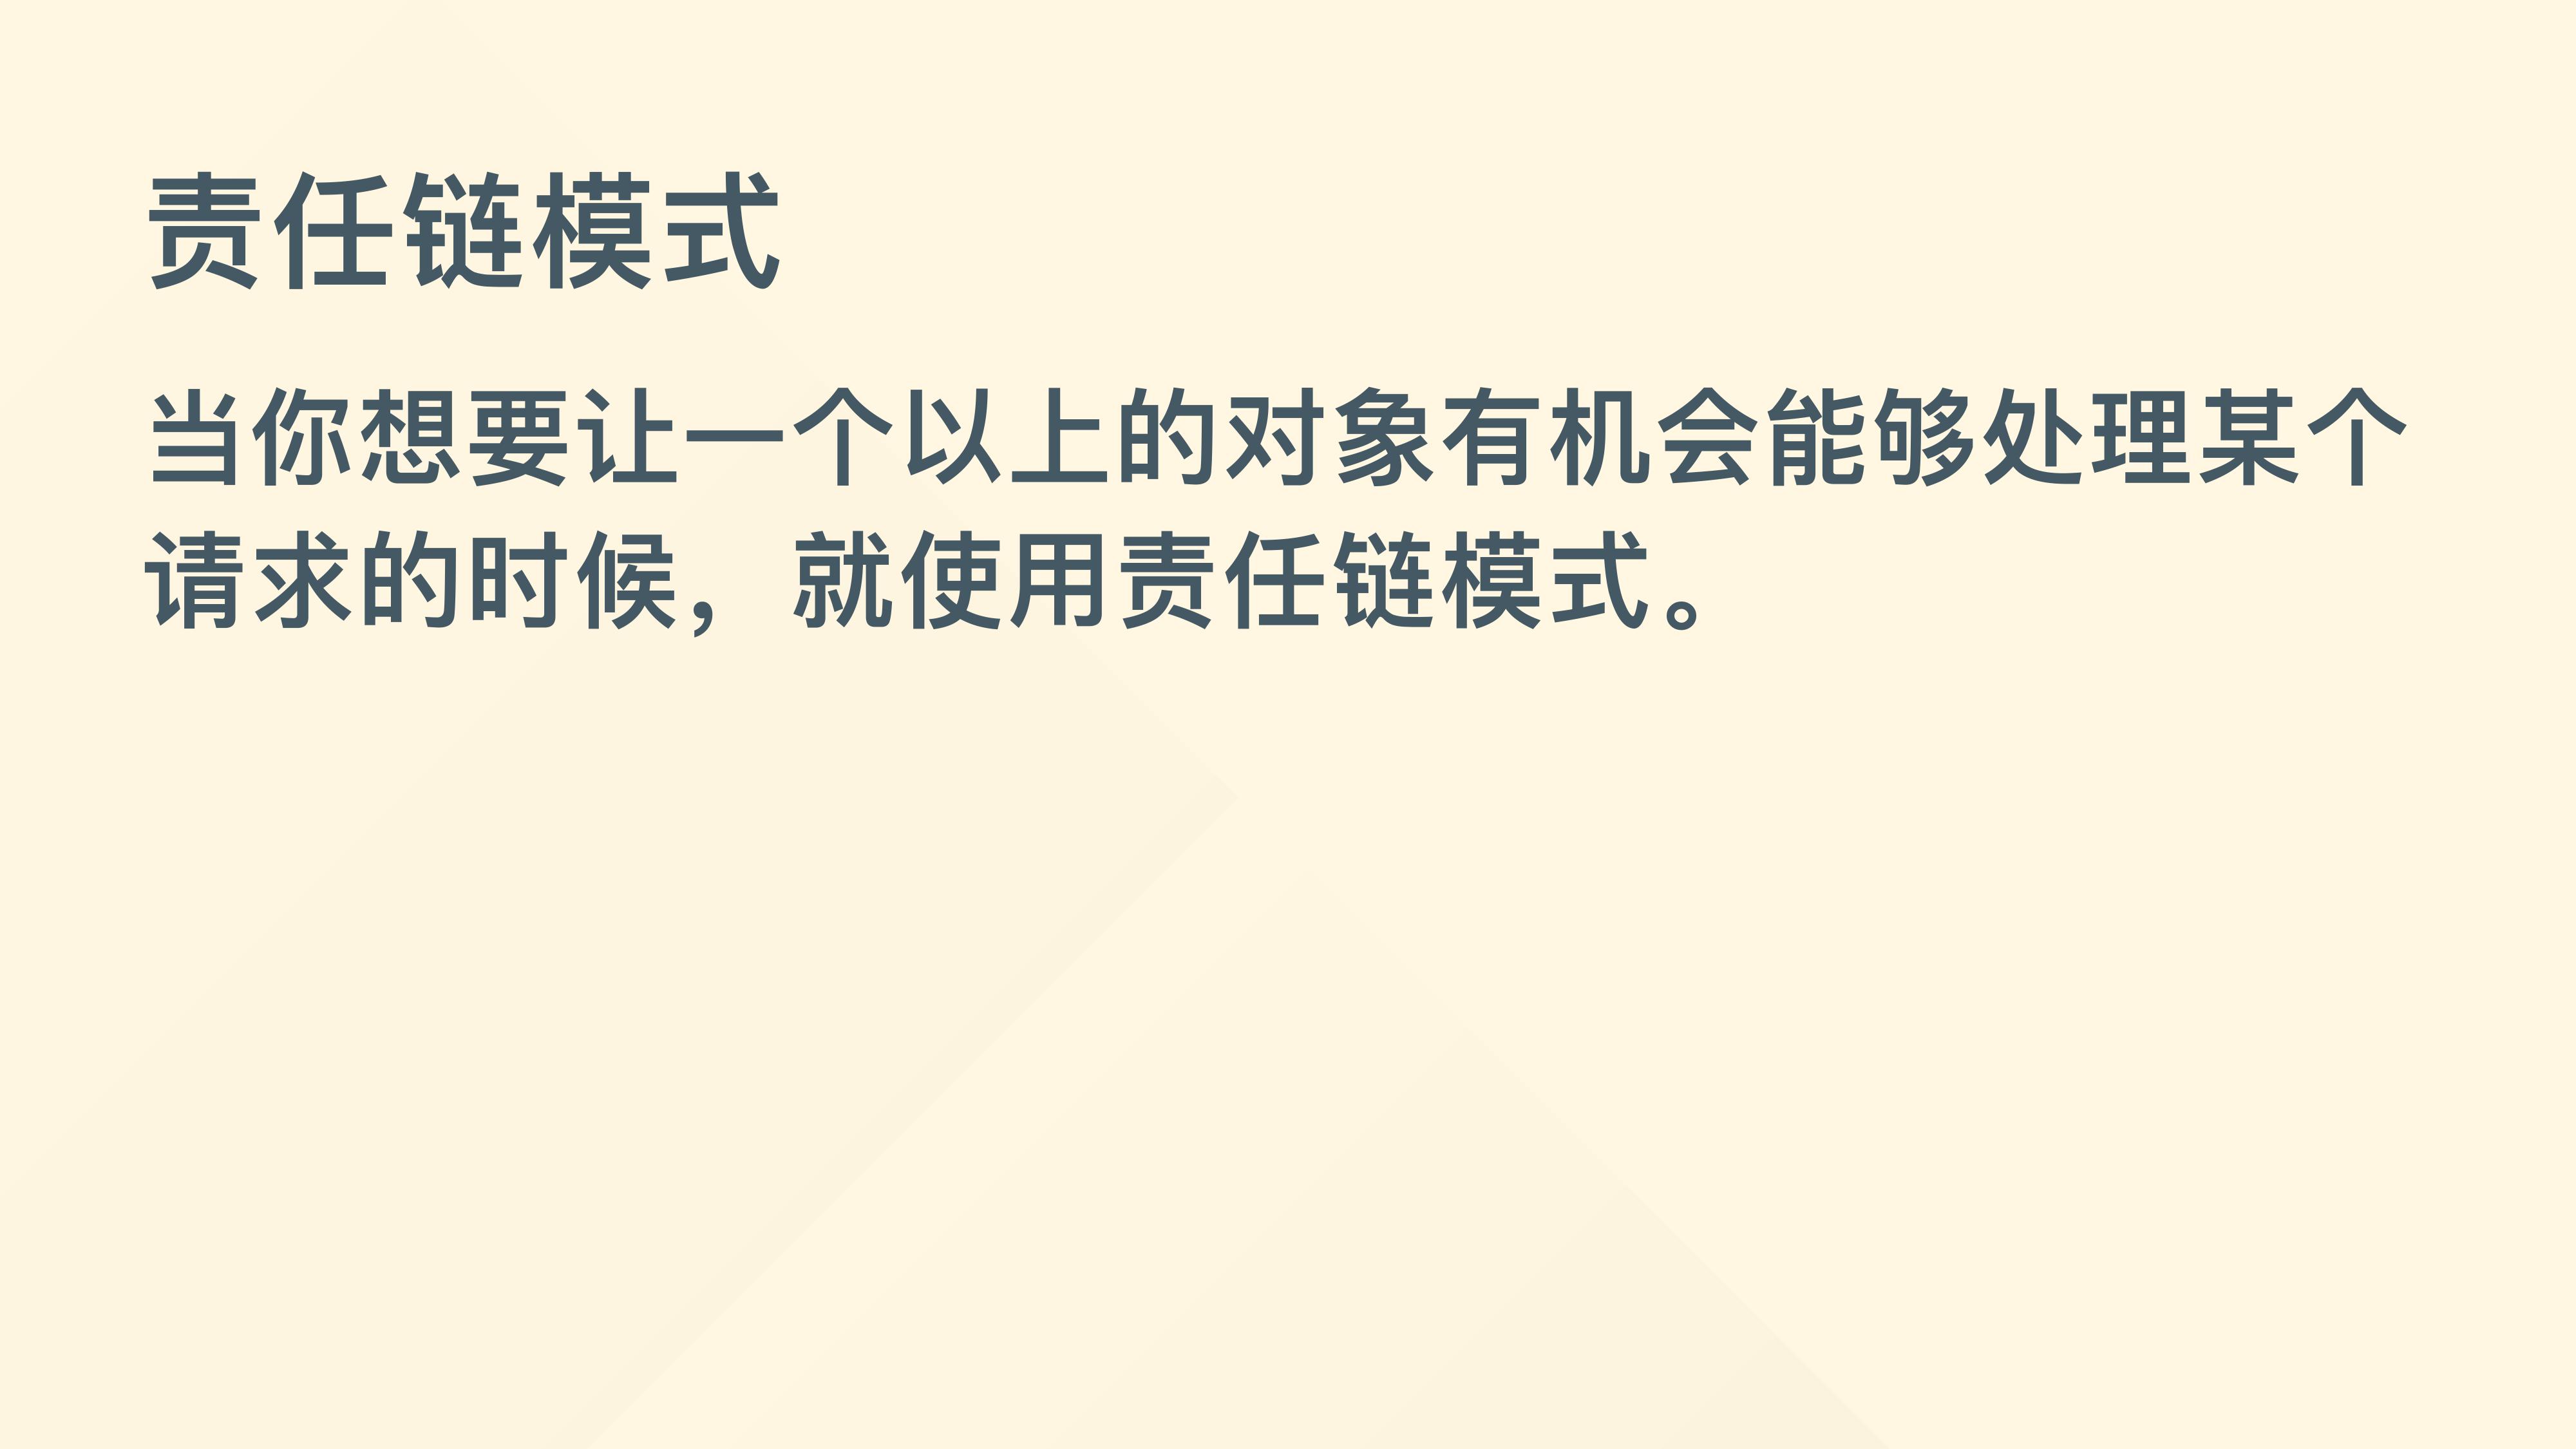 责任链模式
当你想要让一个以上的对象有机会能够处理某个
请求的时候，就使用责任链模式。